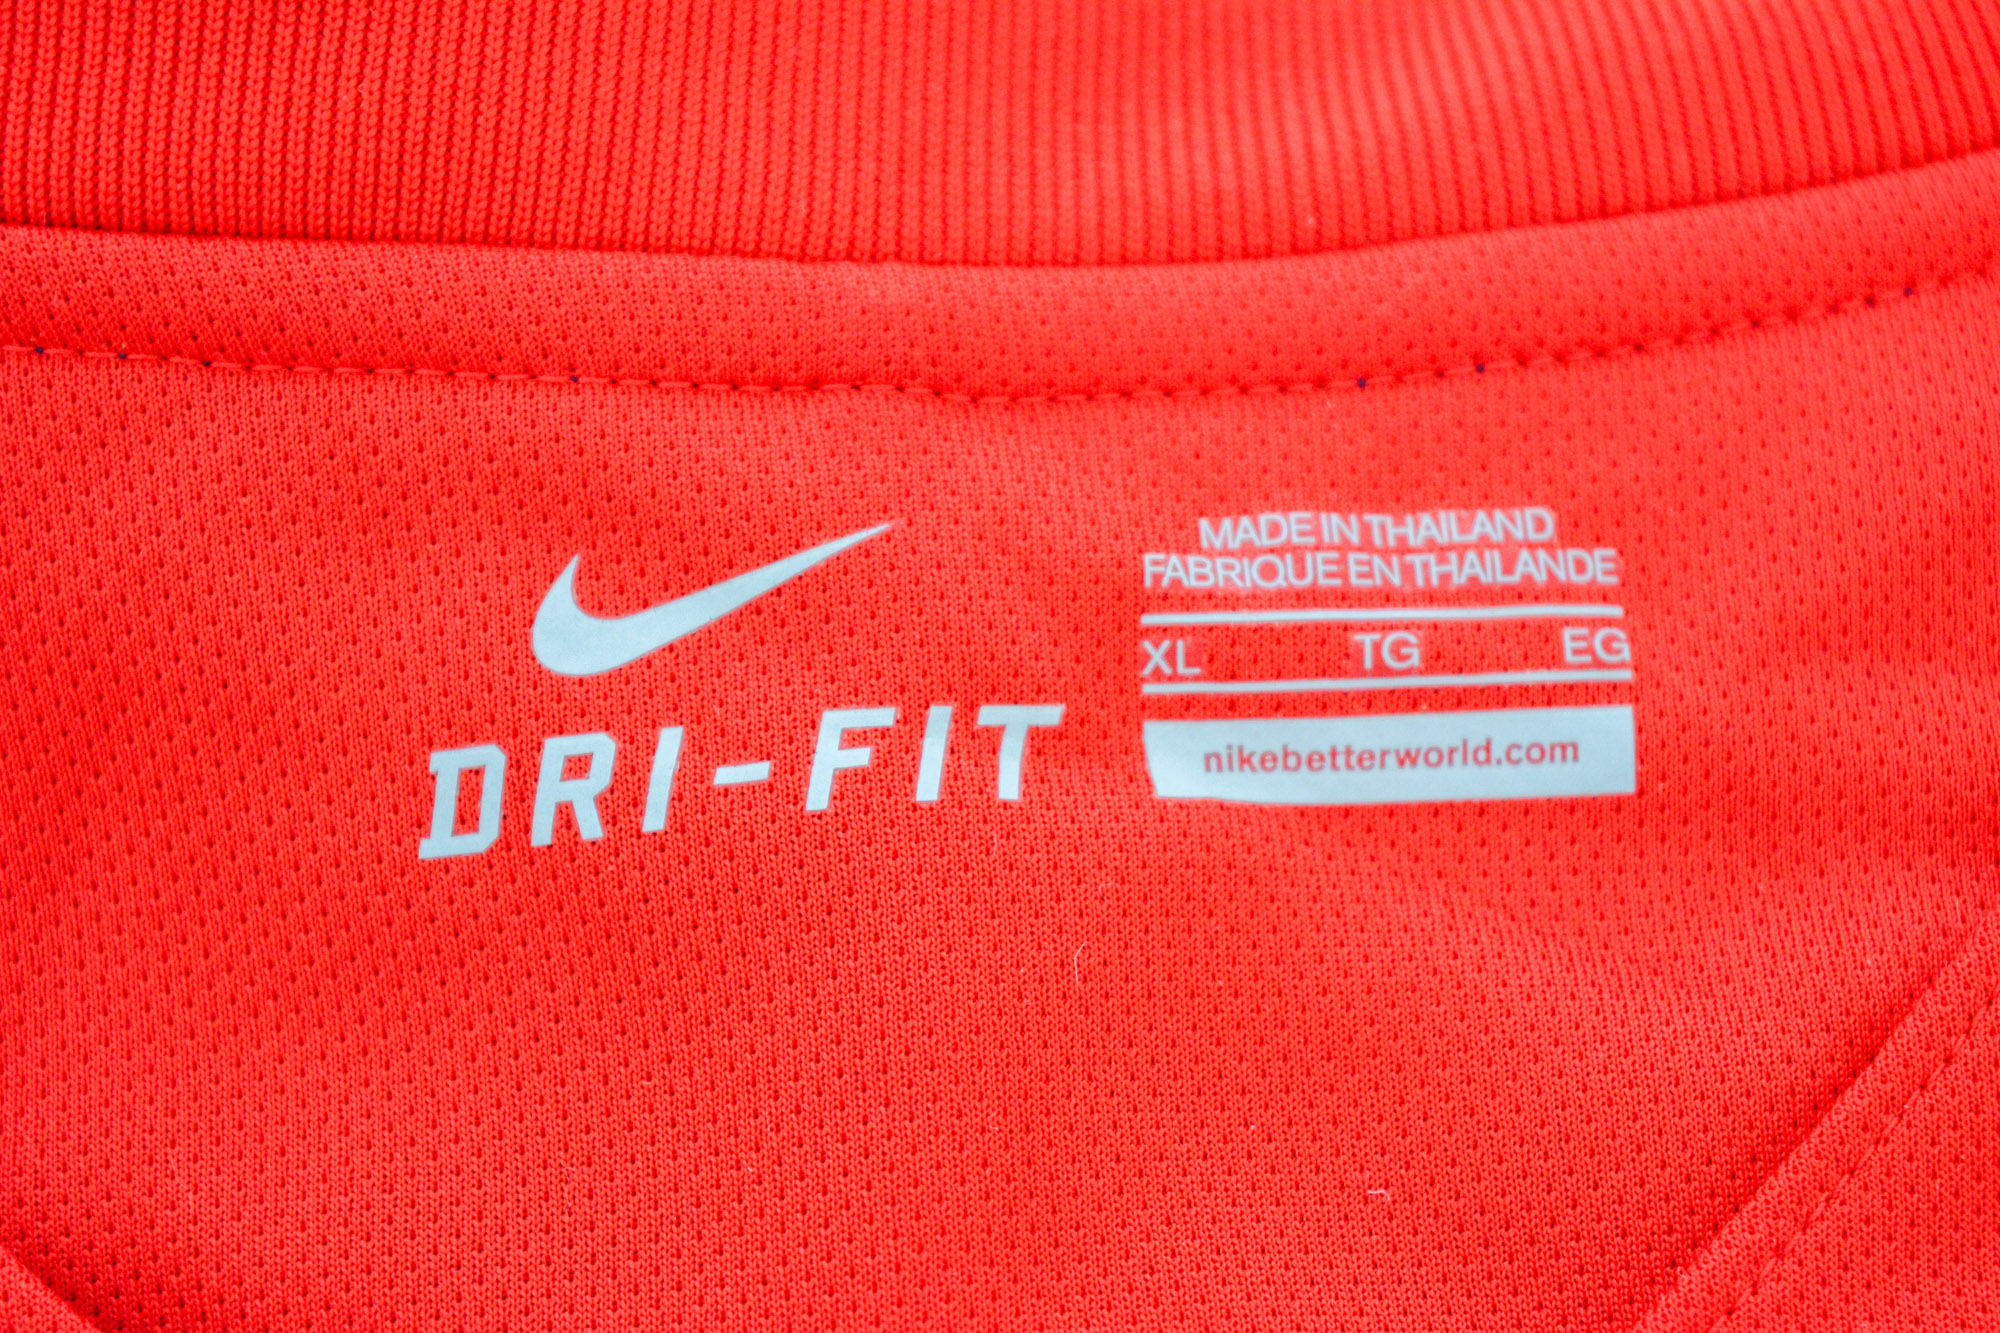 DRI-FIT
MADE IN THAILAND
FABRIQUE EN THAILANDE
XL TG EG
nikebetterworld.com